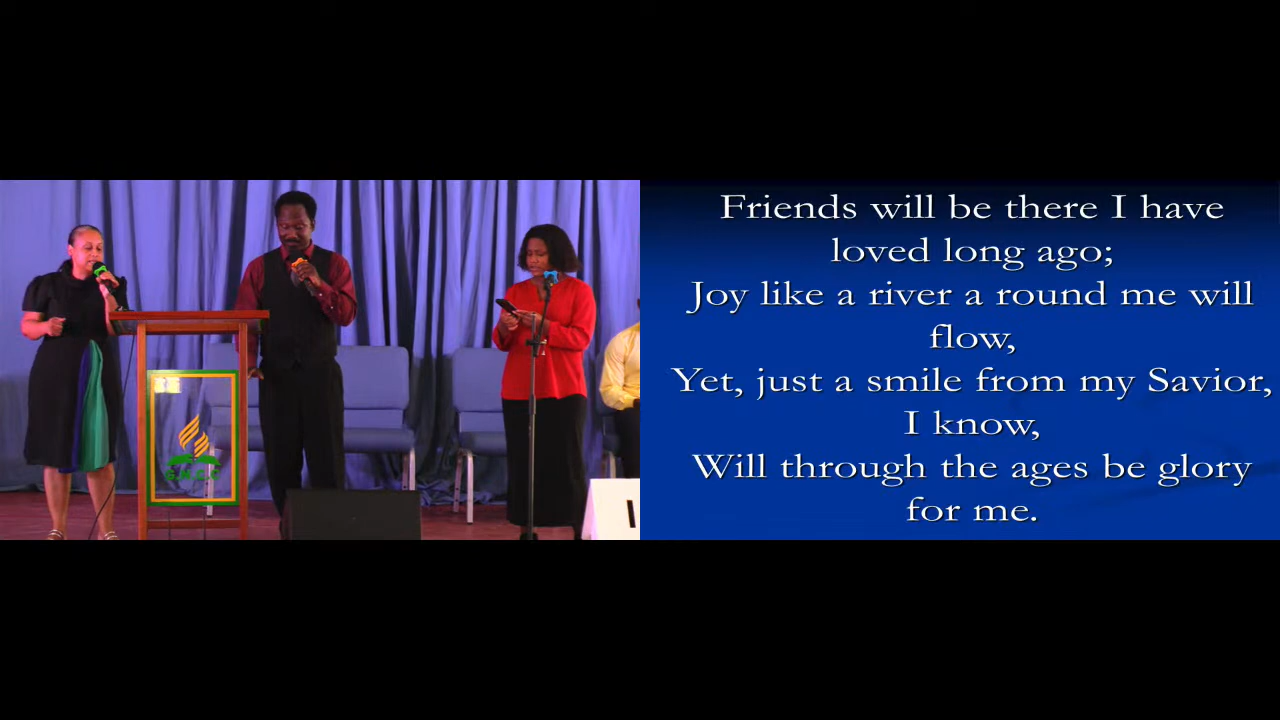 Friends will be there I have
loved long ago;
Joy like a river a round me will
flow,
Yet, just a smile from my Savior,
I know,
Will through the ages be glory
for me.